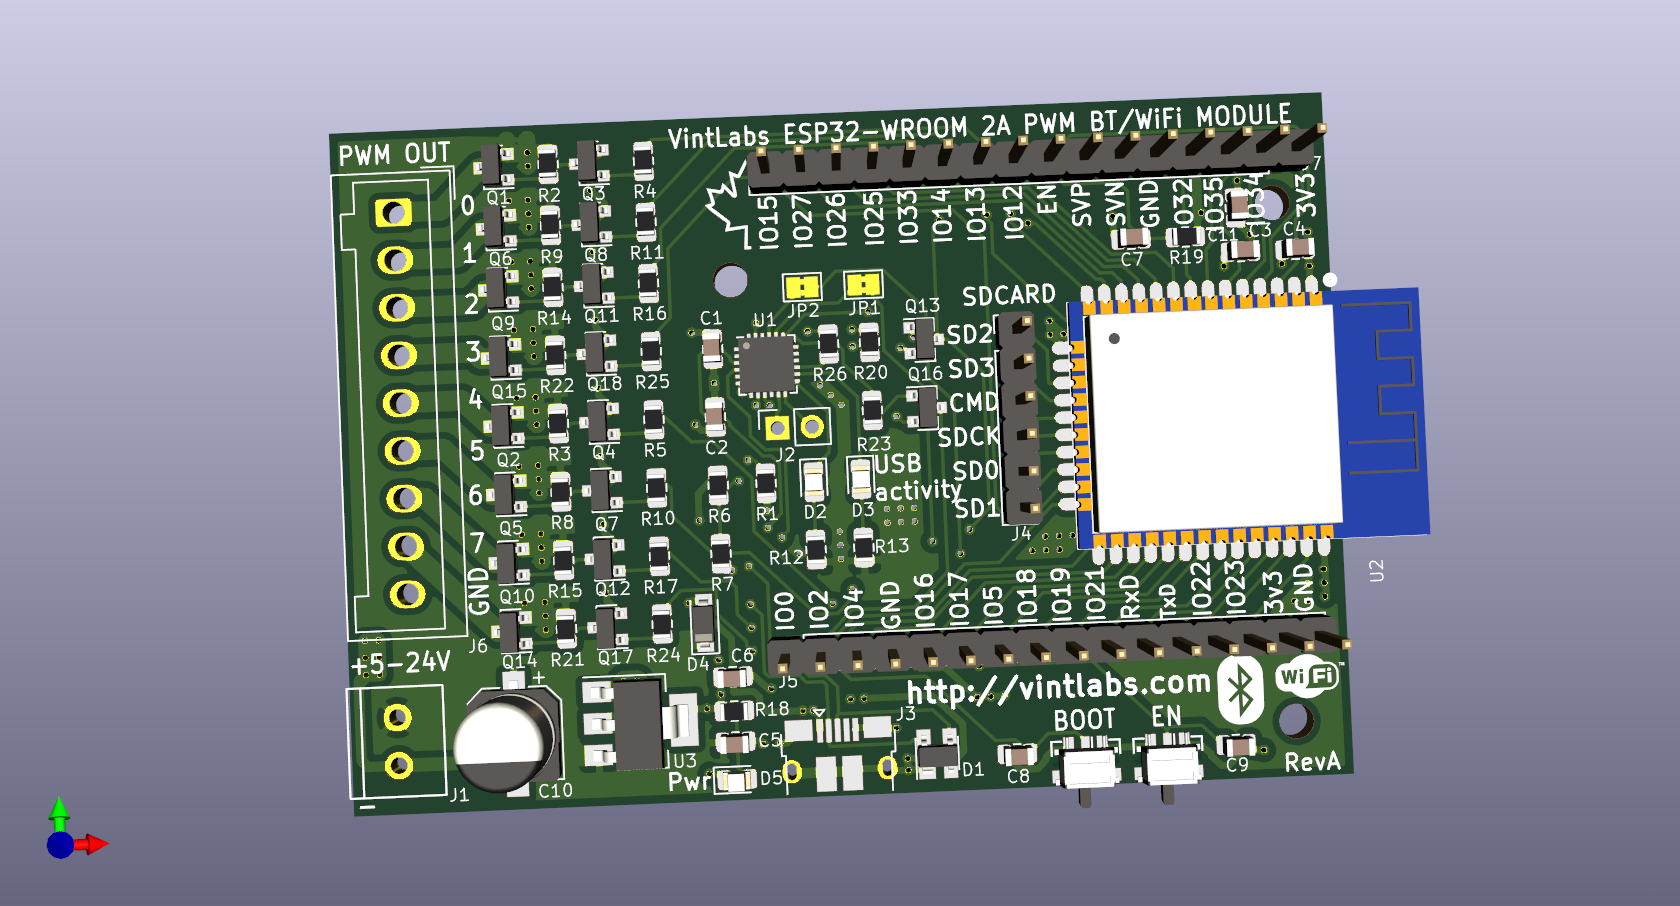 VintLabs ESP32-WROOM 2A PWM BT/WiFi MODULE
PWM OUT
Q1 R2 Q3 R4
0
IO15 IO27 IO26 IO25 IO33 IO14 IO13 IO12 EN SVP SVN GND IO32 IO35 IO34 3V3
7
Q6 R9 Q8 R11
1
C7 R19 C11 C3 C4
Q9 R14 Q11 R16
2
JP2 JP1 Q13
SDCARD
C1 U1
3
Q15 R22 Q18 R25
R26 R20 Q16
SD2
SD3
CMD
SDCK
SD0
SD1
J4
4
Q2 R3 Q4 R5
C2 J2 R23
5
USB
activity
Q5 R8 Q7 R10
6
R6 R1 D2 D3
7
Q10 R15 Q12 R17
R7 R12 R13
GND
U2
IO0 IO2 IO4 GND IO16 IO17 IO5 IO18 IO19 IO21 RxD TxD IO22 IO23 3v3 GND
J6
Q14 R21 Q17 R24
D4 C6 J5
+5-24V
+
http://vintlabs.com
WiFi™
R18 J3
BOOT EN
C5
U3
Pwr D5
D1 C8 C9
RevA
J1 C10
-